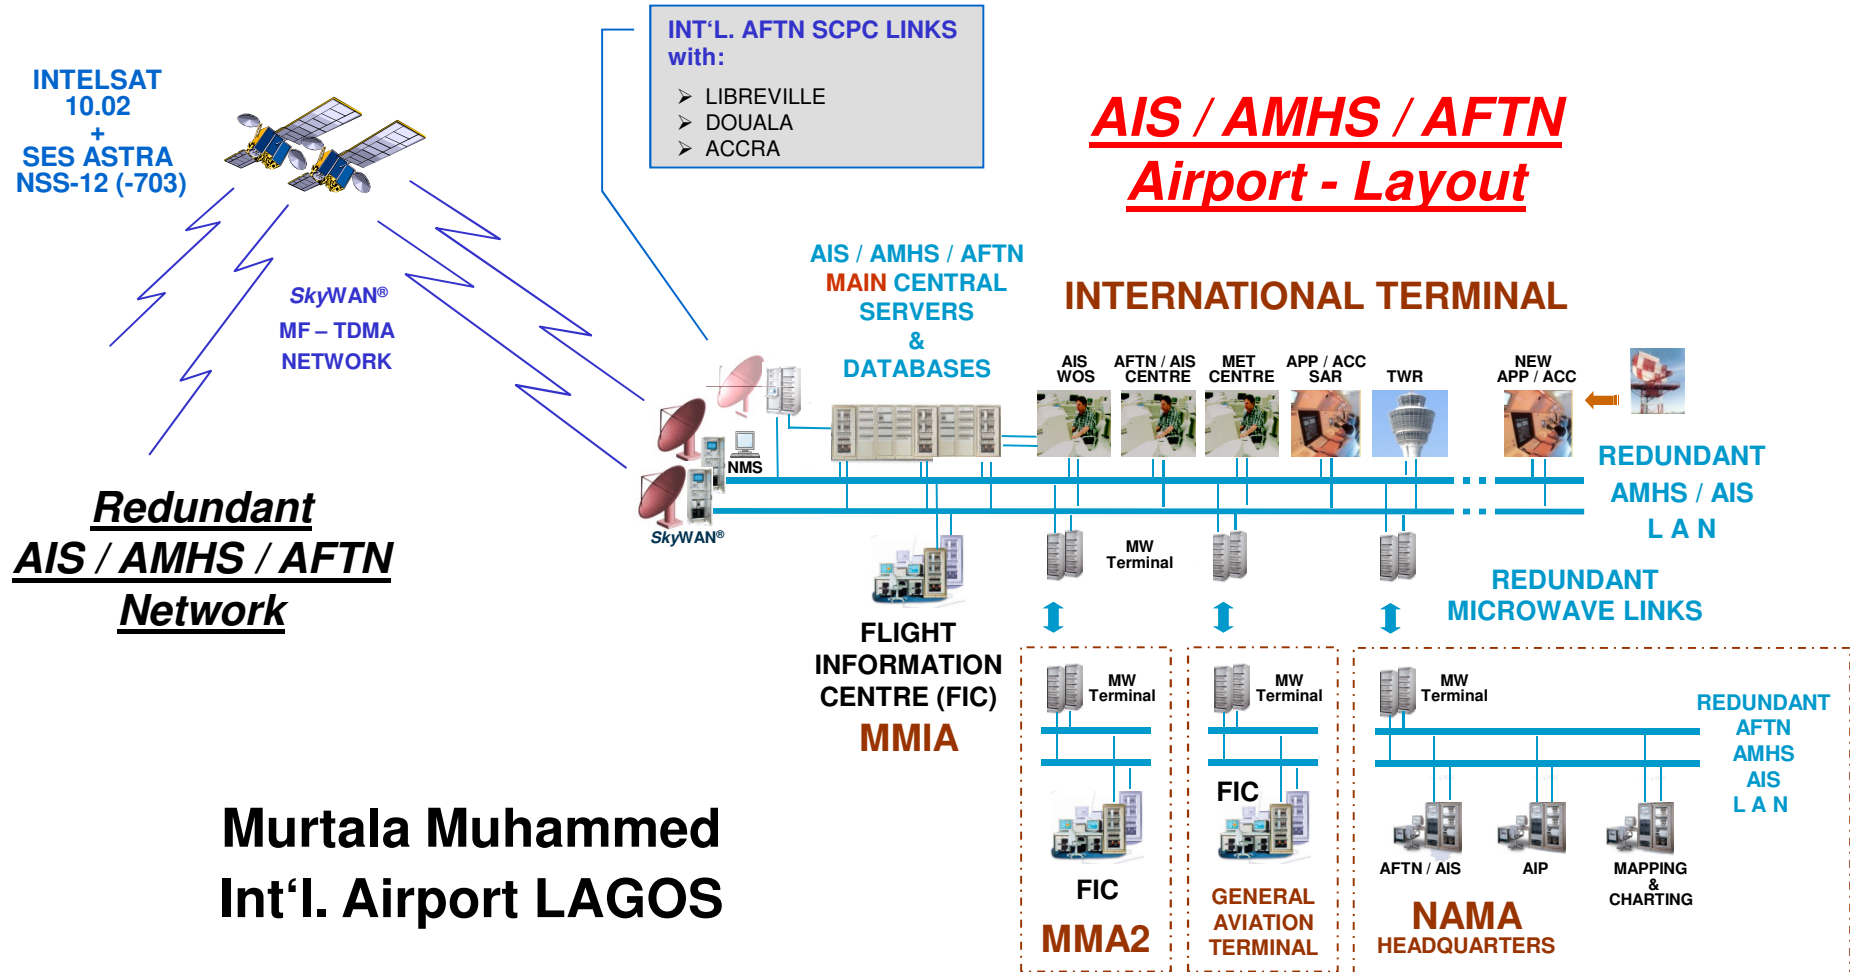 INTELSAT
10.02
+
SES ASTRA
NSS-12 (-703)
INT‘L. AFTN SCPC LINKS
with:
➢ LIBREVILLE
➢ DOUALA
➢ ACCRA
AIS / AMHS / AFTN
Airport - Layout
SkyWAN®
MF – TDMA
NETWORK
AIS / AMHS / AFTN
MAIN CENTRAL
SERVERS
&
DATABASES
INTERNATIONAL TERMINAL
AIS
WOS
AFTN / AIS
CENTRE
MET
CENTRE
APP / ACC
SAR
TWR
NEW
APP / ACC
NMS
SkyWAN®
REDUNDANT
AMHS / AIS
L A N
Redundant
AIS / AMHS / AFTN
Network
MW
Terminal
REDUNDANT
MICROWAVE LINKS
FLIGHT
INFORMATION
CENTRE (FIC)
MMIA
MW
Terminal
FIC
MMA2
MW
Terminal
FIC
GENERAL
AVIATION
TERMINAL
MW
Terminal
REDUNDANT
AFTN
AMHS
AIS
L A N
AFTN / AIS
AIP
MAPPING
&
CHARTING
NAMA
HEADQUARTERS
Murtala Muhammed
Int‘l. Airport LAGOS